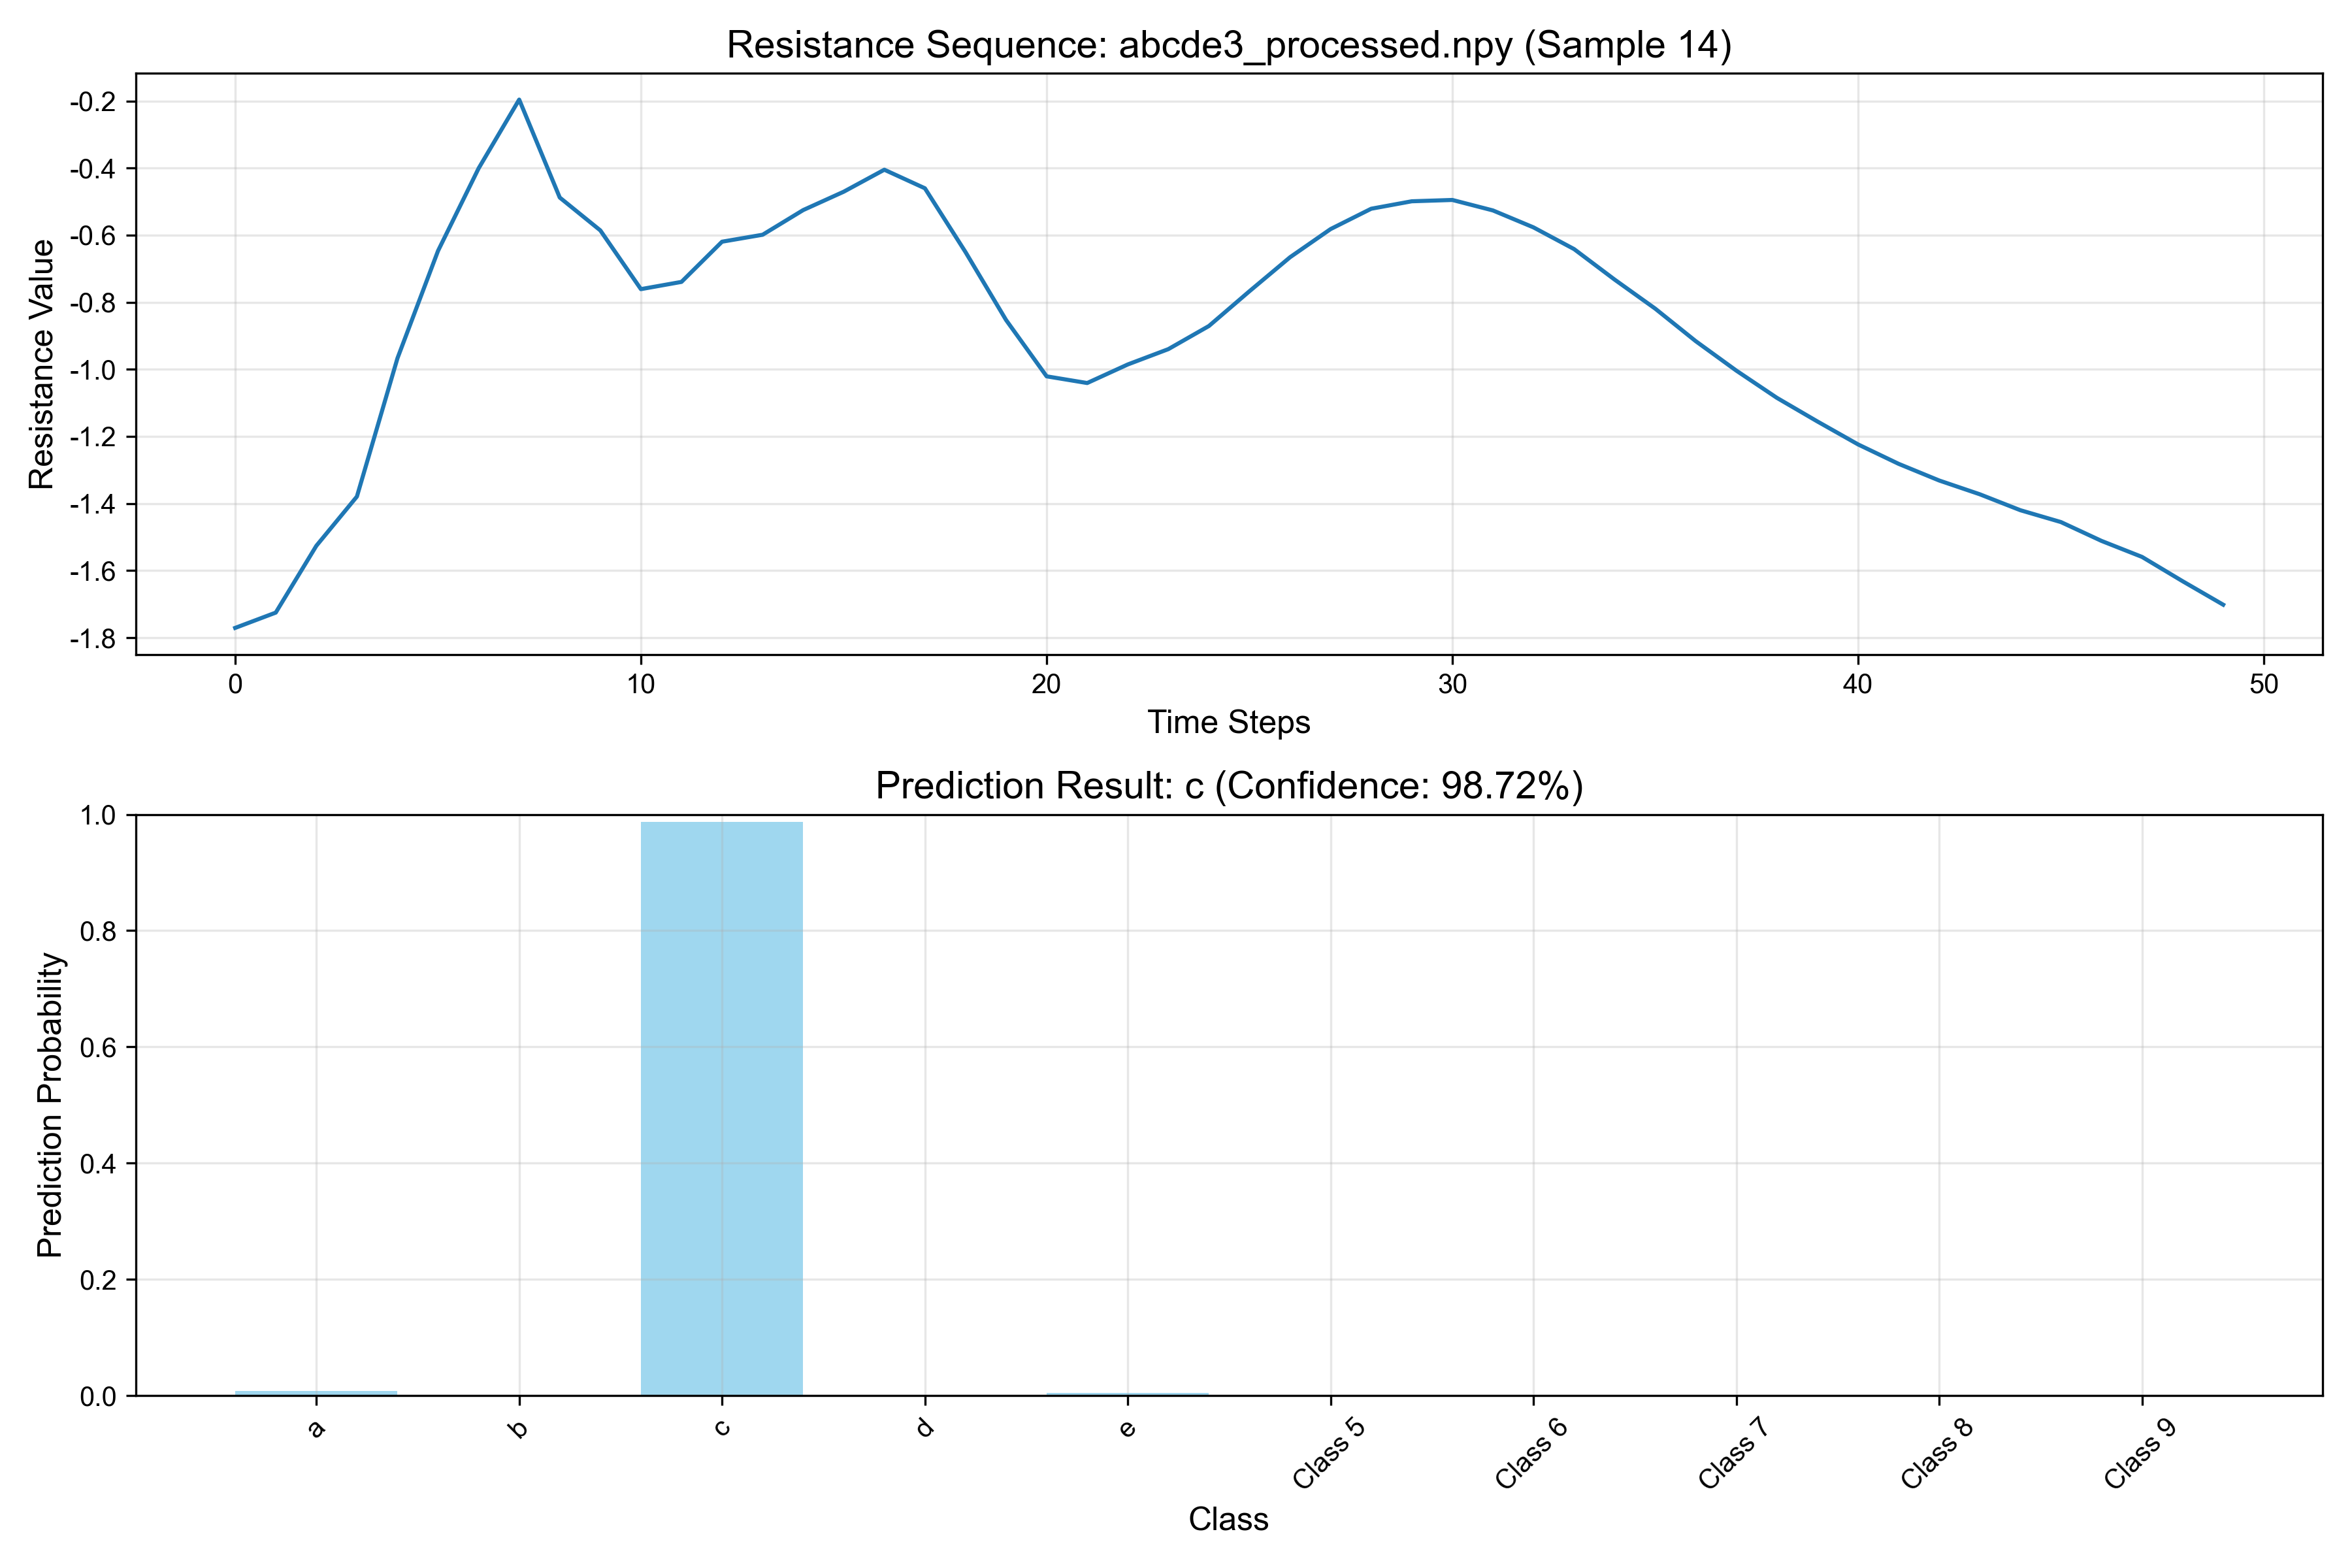 Resistance Sequence: abcde3_processed.npy (Sample 14)
Resistance Value
-0.2
-0.4
-0.6
-0.8
-1.0
-1.2
-1.4
-1.6
-1.8
0 10 20 30 40 50
Time Steps
Prediction Result: c (Confidence: 98.72%)
Prediction Probability
1.0
0.8
0.6
0.4
0.2
0.0
a b c d e Class 5 Class 6 Class 7 Class 8 Class 9
Class